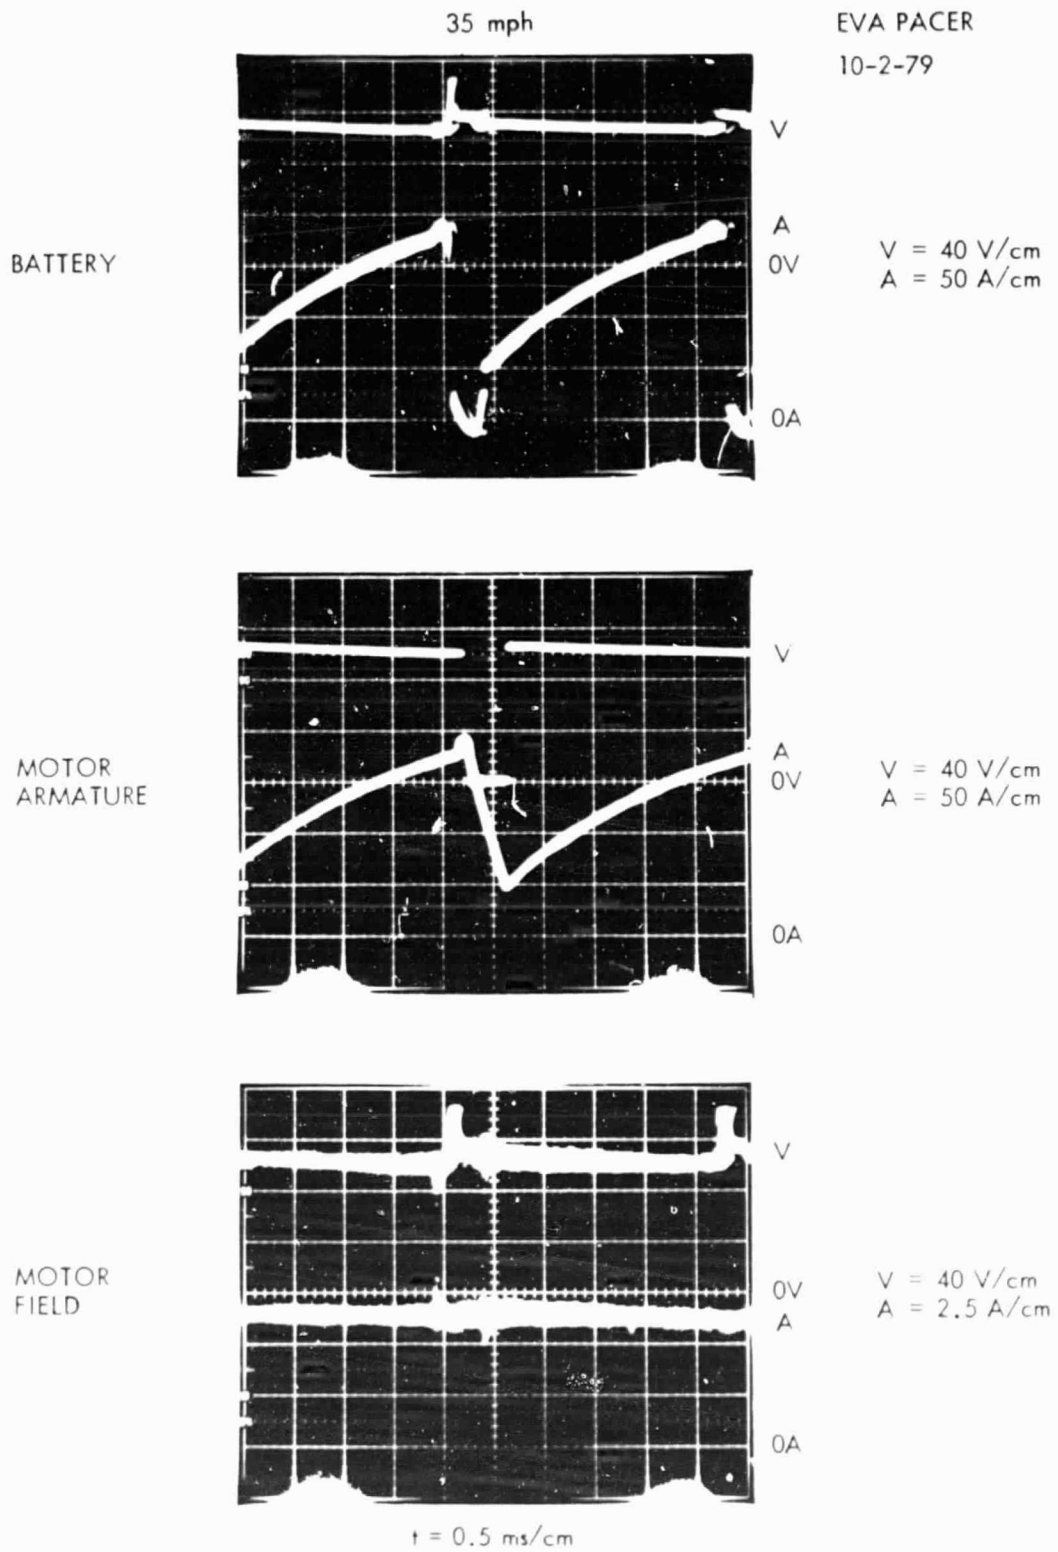 35 mph
EVA PACER
10-2-79
V
A
0V
0A
BATTERY
V = 40 V/cm
A = 50 A/cm
V
A
0V
0A
MOTOR
ARMATURE
V = 40 V/cm
A = 50 A/cm
V
0V
A
0A
MOTOR
FIELD
V = 40 V/cm
A = 2.5 A/cm
t = 0.5 ms/cm